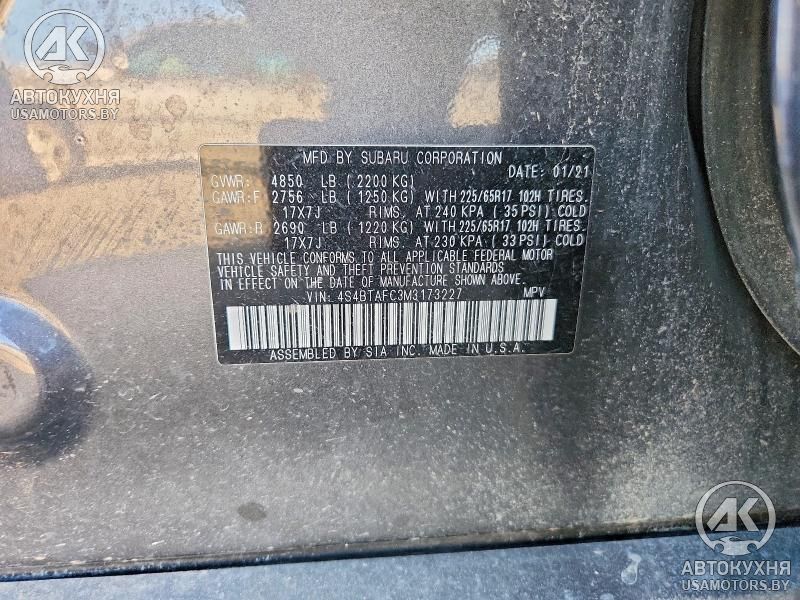 АК
АВТОКУХНЯ
USAMOTORS.BY
MFD BY SUBARU CORPORATION
DATE: 01/21
GVWR: 4850 LB (2200 KG)
GAWR:F 2756 LB (1250 KG) WITH 225/65R17 102H TIRES.
17X7J RIMS. AT 240 KPA (35 PSI) COLD
GAWR:R 2690 LB (1220 KG) WITH 225/65R17 102H TIRES.
17X7J RIMS. AT 230 KPA (33 PSI) COLD
THIS VEHICLE CONFORMS TO ALL APPLICABLE FEDERAL MOTOR
VEHICLE SAFETY AND THEFT PREVENTION STANDARDS
IN EFFECT ON THE DATE OF MANUFACTURE SHOWN ABOVE.
VIN: 4S4BTAFC3M3173227 MPV
ASSEMBLED BY SIA INC. MADE IN U.S.A.
АК
АВТОКУХНЯ
USAMOTORS.BY